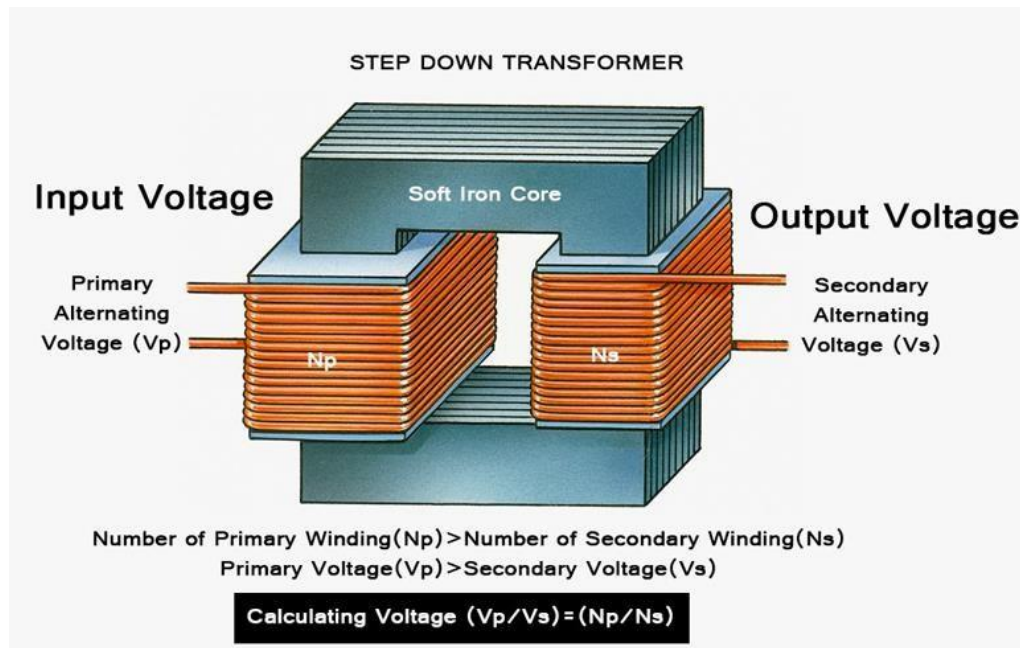 STEP DOWN TRANSFORMER
Input Voltage
Soft Iron Core
Output Voltage
Primary
Alternating
Voltage (Vp)
Np
Ns
Secondary
Alternating
Voltage (Vs)
Number of Primary Winding(Np)>Number of Secondary Winding(Ns)
Primary Voltage(Vp)>Secondary Voltage(Vs)
Calculating Voltage (Vp/Vs)=(Np/Ns)